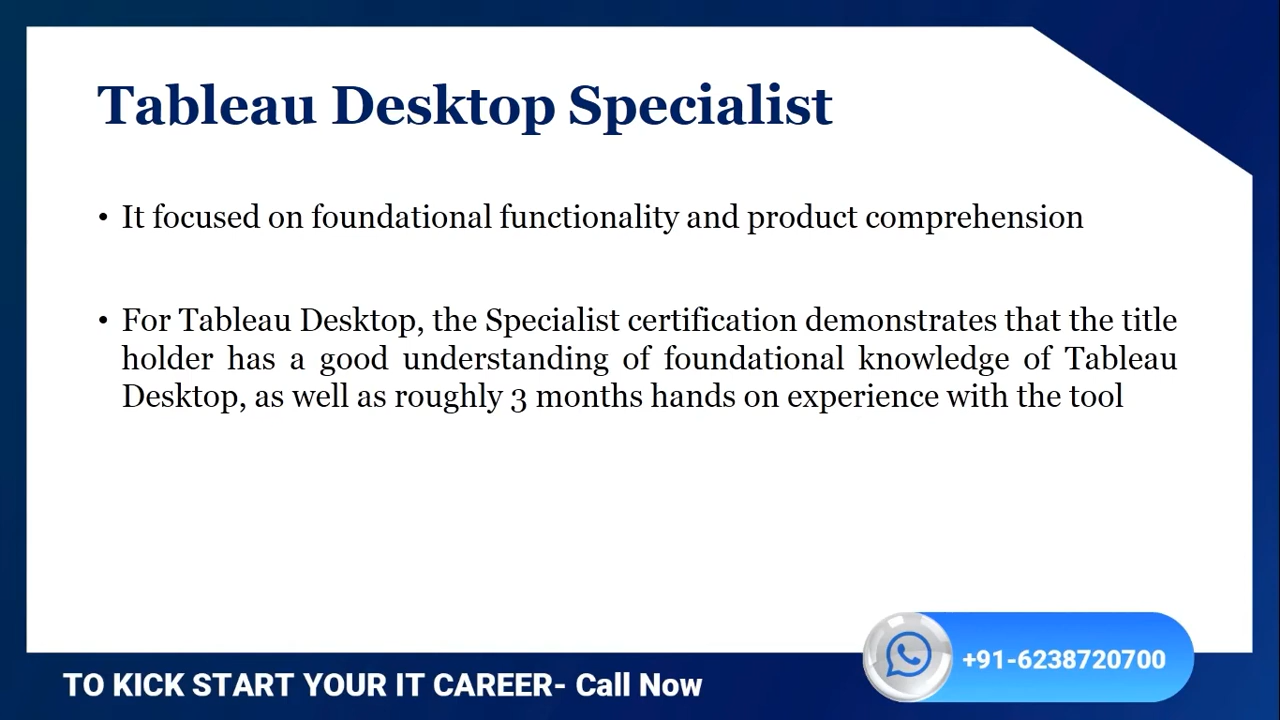 Tableau Desktop Specialist
• It focused on foundational functionality and product comprehension
• For Tableau Desktop, the Specialist certification demonstrates that the title
holder has a good understanding of foundational knowledge of Tableau
Desktop, as well as roughly 3 months hands on experience with the tool
TO KICK START YOUR IT CAREER- Call Now
+91-6238720700